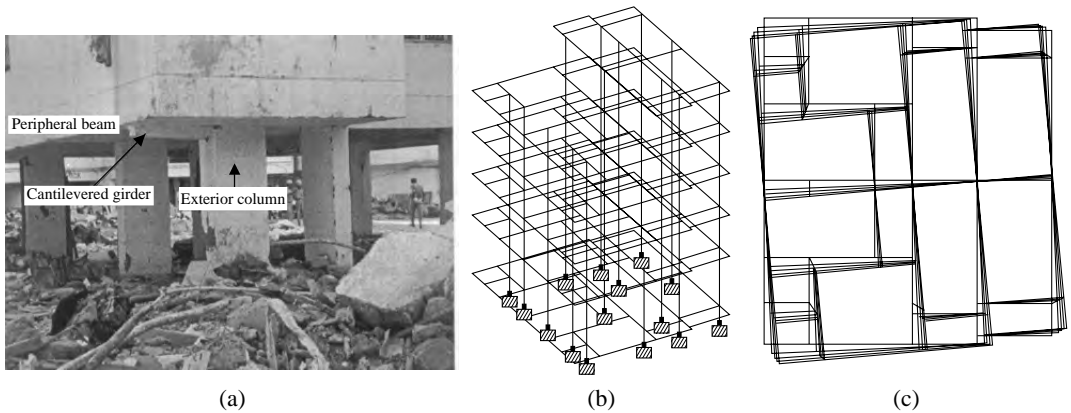 Peripheral beam
Cantilevered girder
Exterior column
(a)
(b)
(c)